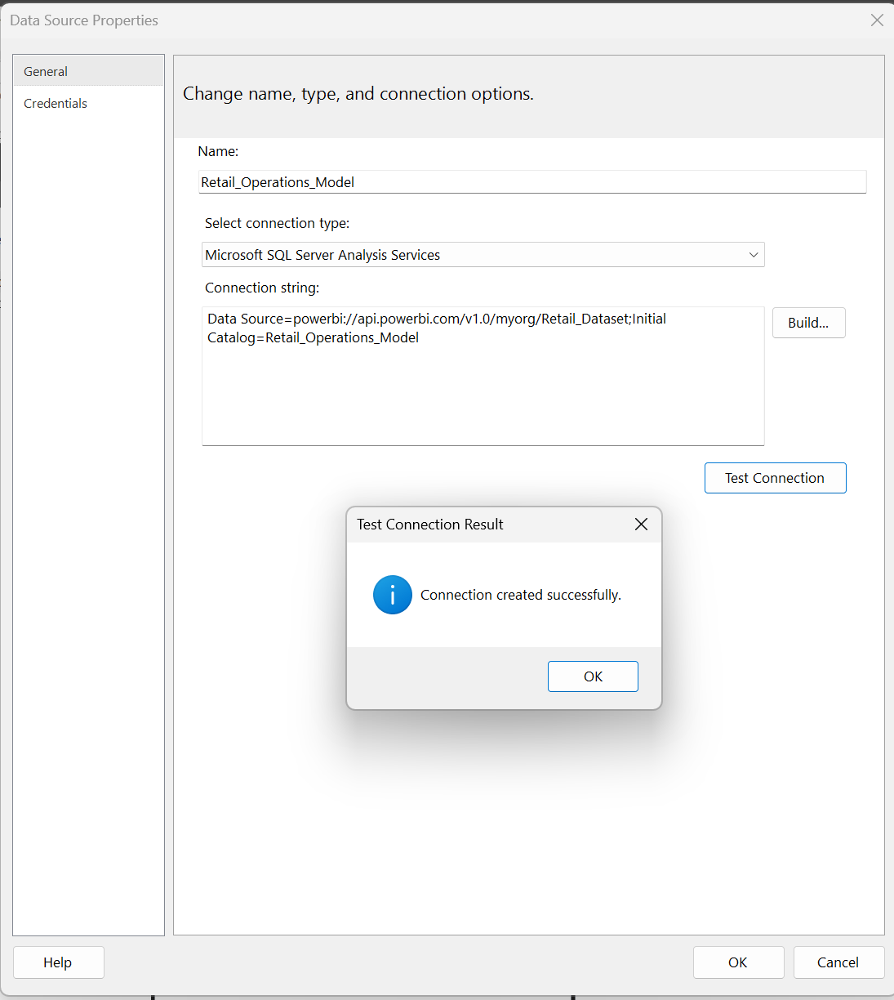 Data Source Properties
General
Credentials
Change name, type, and connection options.
Name:
Retail_Operations_Model
Select connection type:
Microsoft SQL Server Analysis Services
Connection string:
Data Source=powerbi://api.powerbi.com/v1.0/myorg/Retail_Dataset;Initial
Catalog=Retail_Operations_Model
Build...
Test Connection
Test Connection Result
Connection created successfully.
OK
Help
OK
Cancel